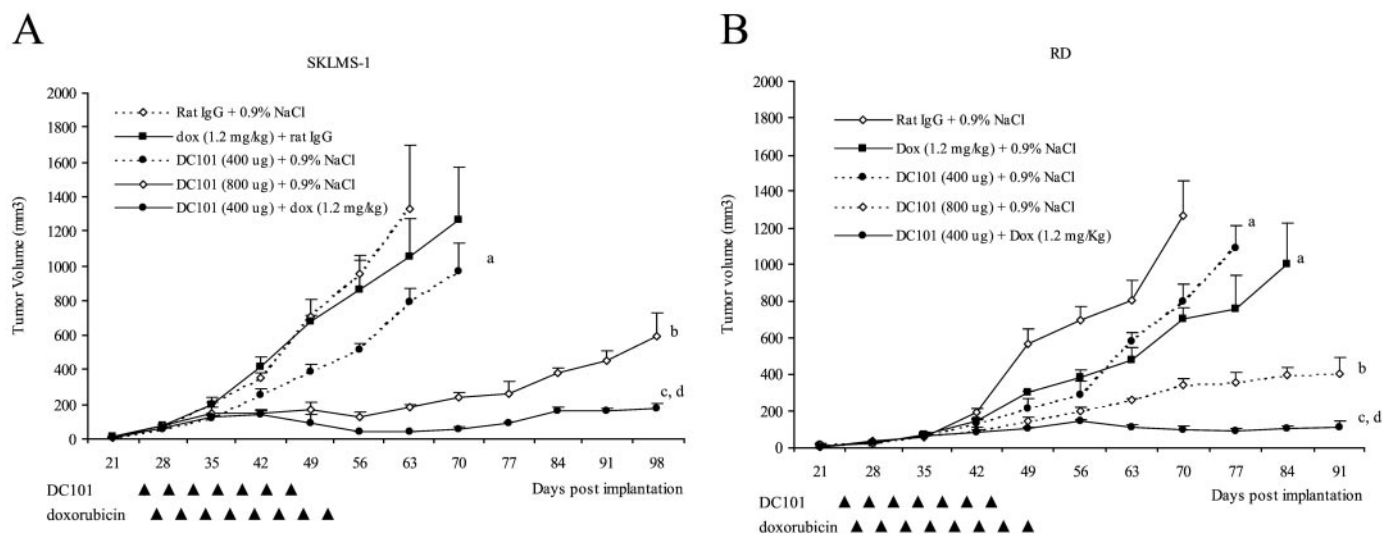 A
SKLMS-1
2000
1800
1600
1400
1200
1000
800
600
400
200
0
Tumor Volume (mm3)
Rat IgG + 0.9% NaCl
dox (1.2 mg/kg) + rat IgG
DC101 (400 ug) + 0.9% NaCl
DC101 (800 ug) + 0.9% NaCl
DC101 (400 ug) + dox (1.2 mg/kg)
a
b
c, d
21 28 35 42 49 56 63 70 77 84 91 98
DC101
Days post implantation
doxorubicin
B
RD
2000
1800
1600
1400
1200
1000
800
600
400
200
0
Tumor volume (mm3)
Rat IgG + 0.9% NaCl
Dox (1.2 mg/kg) + 0.9% NaCl
DC101 (400 ug) + 0.9% NaCl
DC101 (800 ug) + 0.9% NaCl
DC101 (400 ug) + Dox (1.2 mg/Kg)
a
a
b
c, d
21 28 35 42 49 56 63 70 77 84 91
DC101
Days post implantation
doxorubicin